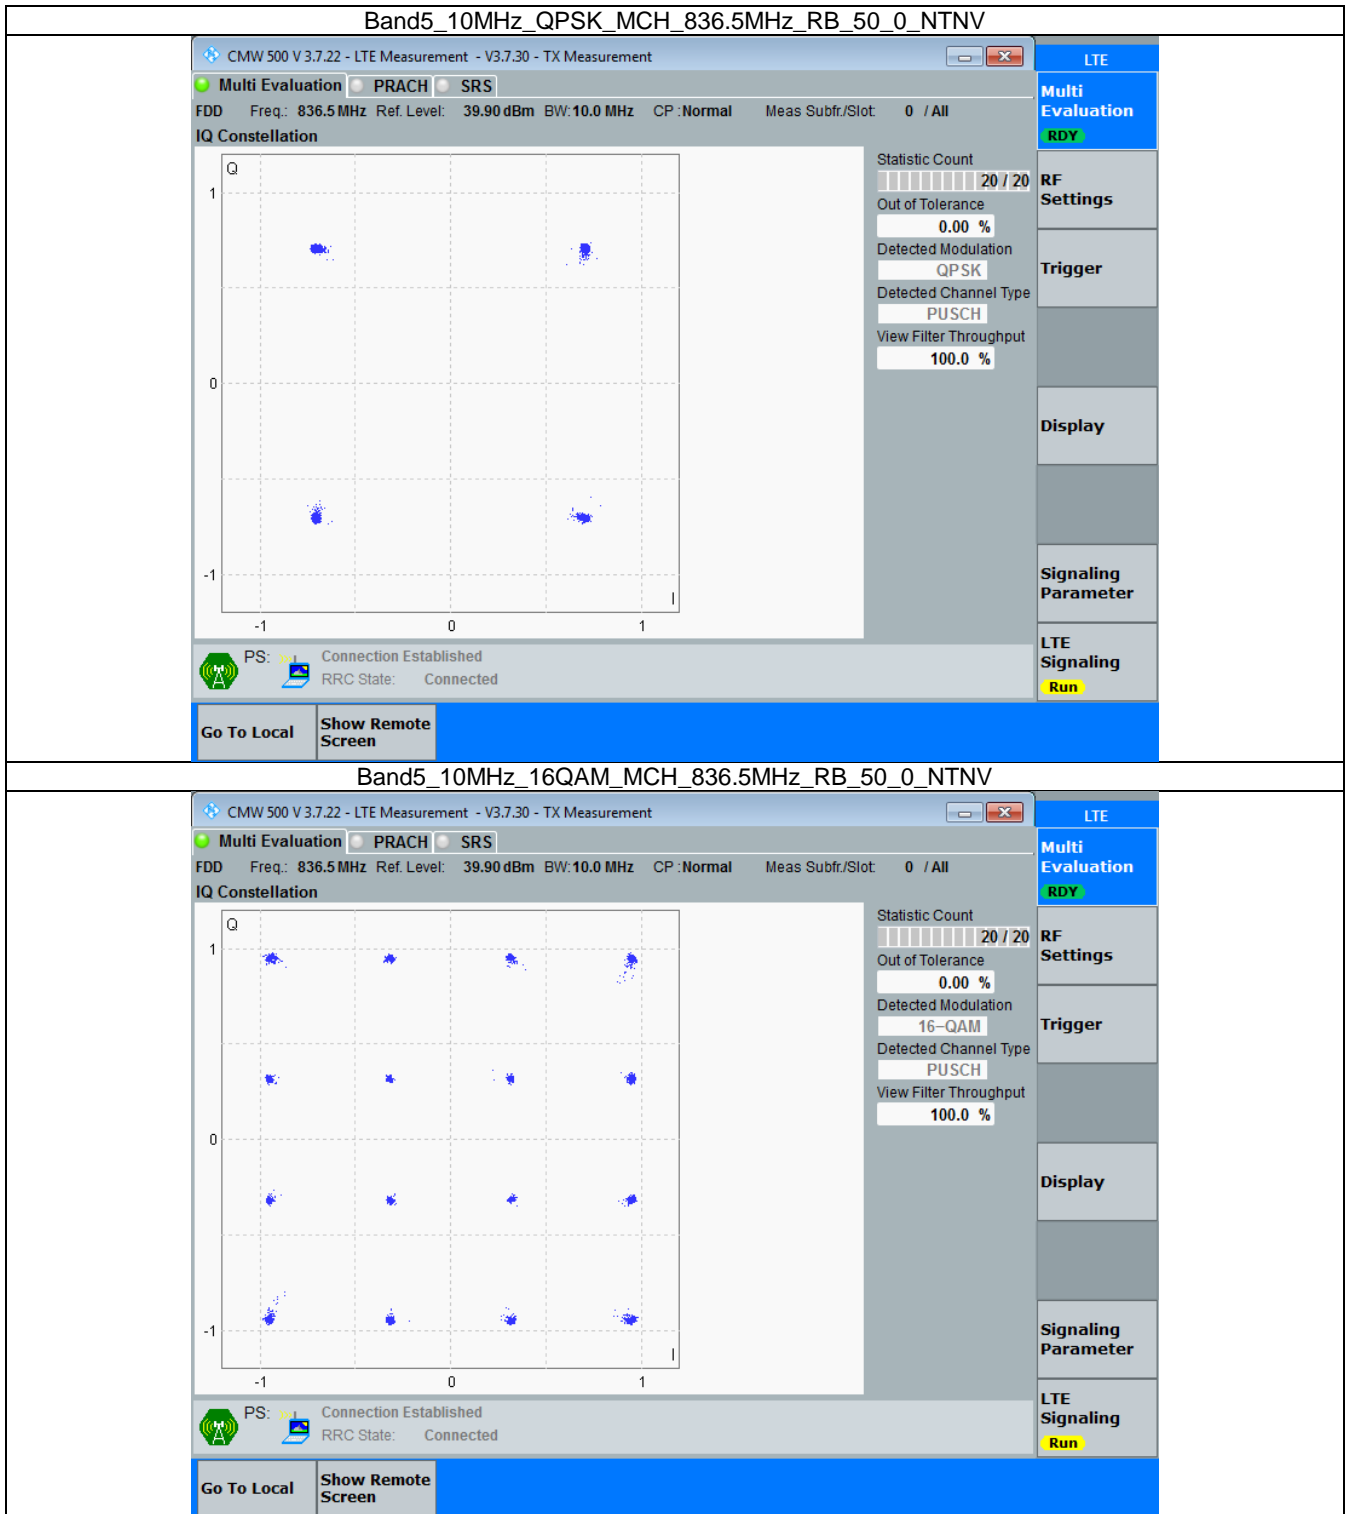 Band5_10MHz_QPSK_MCH_836.5MHz_RB_50_0_NTNV
CMW 500 V 3.7.22 - LTE Measurement - V3.7.30 - TX Measurement
LTE
Multi Evaluation PRACH SRS
Multi
Evaluation
RDY
FDD Freq.: 836.5 MHz Ref. Level: 39.90 dBm BW: 10.0 MHz CP : Normal Meas Subfr./Slot: 0 / All
IQ Constellation
Q
1
0
-1
I
-1 0 1
Statistic Count
20 / 20
Out of Tolerance
0.00 %
Detected Modulation
QPSK
Detected Channel Type
PUSCH
View Filter Throughput
100.0 %
RF
Settings
Trigger
Display
Signaling
Parameter
LTE
Signaling
Run
PS: Connection Established
RRC State: Connected
Go To Local
Show Remote
Screen
Band5_10MHz_16QAM_MCH_836.5MHz_RB_50_0_NTNV
CMW 500 V 3.7.22 - LTE Measurement - V3.7.30 - TX Measurement
LTE
Multi Evaluation PRACH SRS
Multi
Evaluation
RDY
FDD Freq.: 836.5 MHz Ref. Level: 39.90 dBm BW: 10.0 MHz CP : Normal Meas Subfr./Slot: 0 / All
IQ Constellation
Q
1
0
-1
I
-1 0 1
Statistic Count
20 / 20
Out of Tolerance
0.00 %
Detected Modulation
16-QAM
Detected Channel Type
PUSCH
View Filter Throughput
100.0 %
RF
Settings
Trigger
Display
Signaling
Parameter
LTE
Signaling
Run
PS: Connection Established
RRC State: Connected
Go To Local
Show Remote
Screen